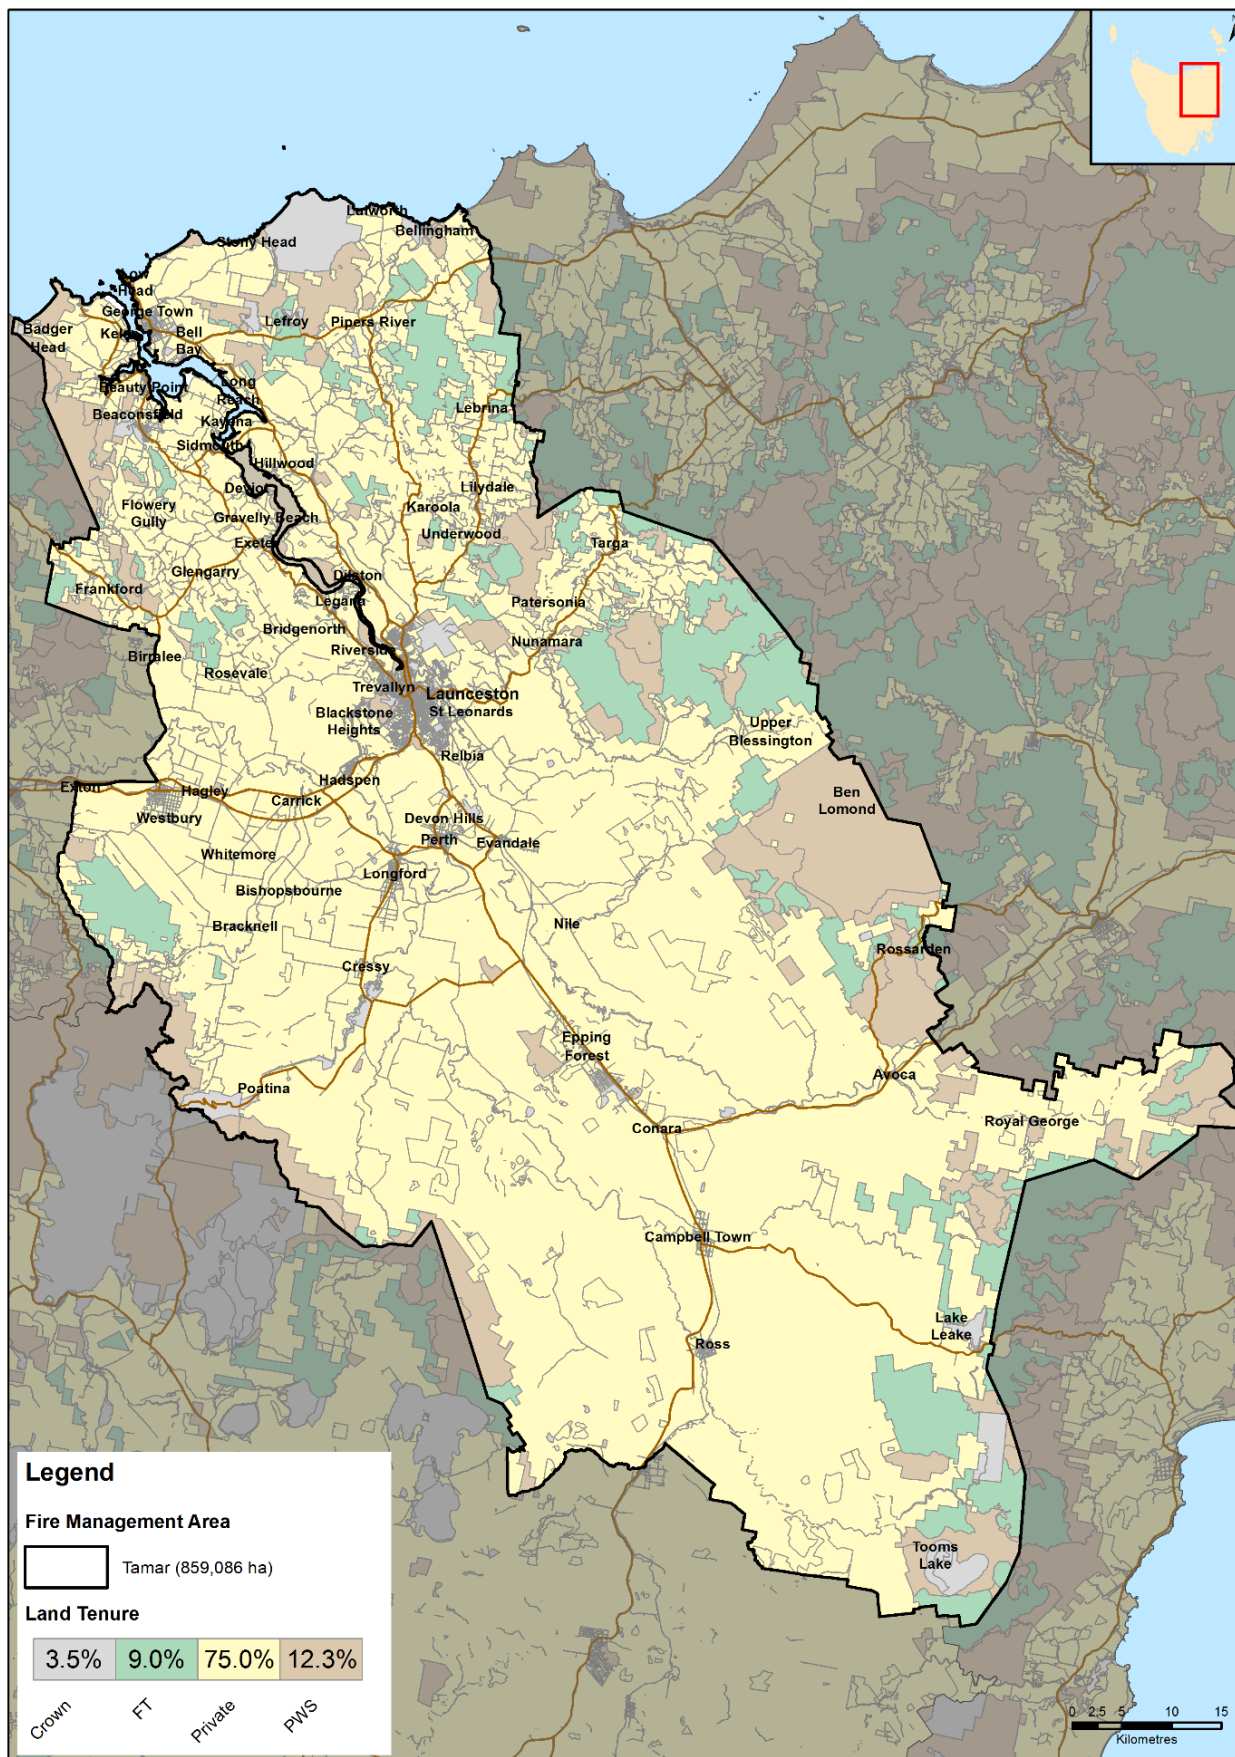 Lulworth
Bellingham
Stony Head
Low
Head
George Town
Lefroy
Pipers River
Badger
Head
Kelso
Bell
Bay
Beauty Point
Long
Reach
Beaconsfield
Kayena
Lebrina
Sidmouth
Hillwood
Deviot
Lilydale
Flowery
Gully
Gravelly Beach
Karoola
Underwood
Exeter
Targa
Glengarry
Dilston
Frankford
Legana
Patersonia
Bridgenorth
Riverside
Nunamara
Birralee
Rosevale
Trevallyn
Launceston
St Leonards
Blackstone
Heights
Upper
Blessington
Relbia
Hadspen
Exton
Hagley
Carrick
Ben
Lomond
Westbury
Devon Hills
Perth
Evandale
Whitemore
Longford
Bishopsbourne
Bracknell
Nile
Rossarden
Cressy
Epping
Forest
Poatina
Avoca
Royal George
Conara
Campbell Town
Lake
Leake
Ross
Tooms
Lake
Legend
Fire Management Area
Tamar (859,086 ha)
Land Tenure
3.5% 9.0% 75.0% 12.3%
Crown FT Private PWS
0 2.5 5 10 15
Kilometres